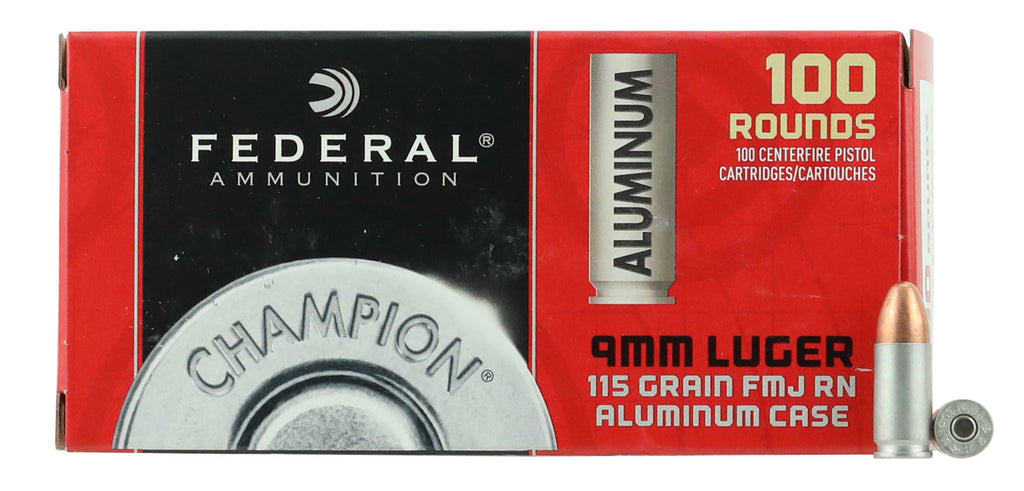 FEDERAL®
AMMUNITION
CHAMPION®
ALUMINUM
100
ROUNDS
100 CENTERFIRE PISTOL
CARTRIDGES/CARTOUCHES
9MM LUGER
115 GRAIN FMJ RN
ALUMINUM CASE